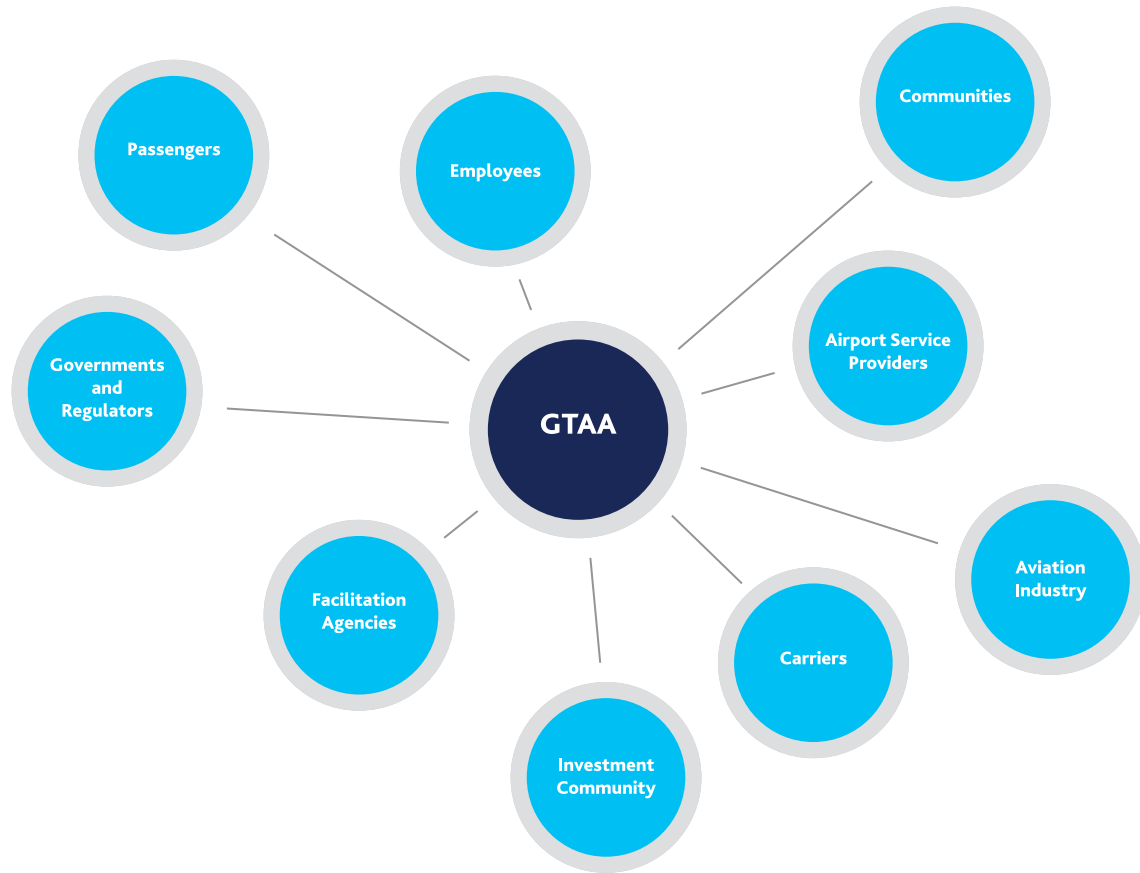 Communities
Passengers
Employees
Airport Service
Providers
Governments
and
Regulators
GTAA
Aviation
Industry
Facilitation
Agencies
Carriers
Investment
Community